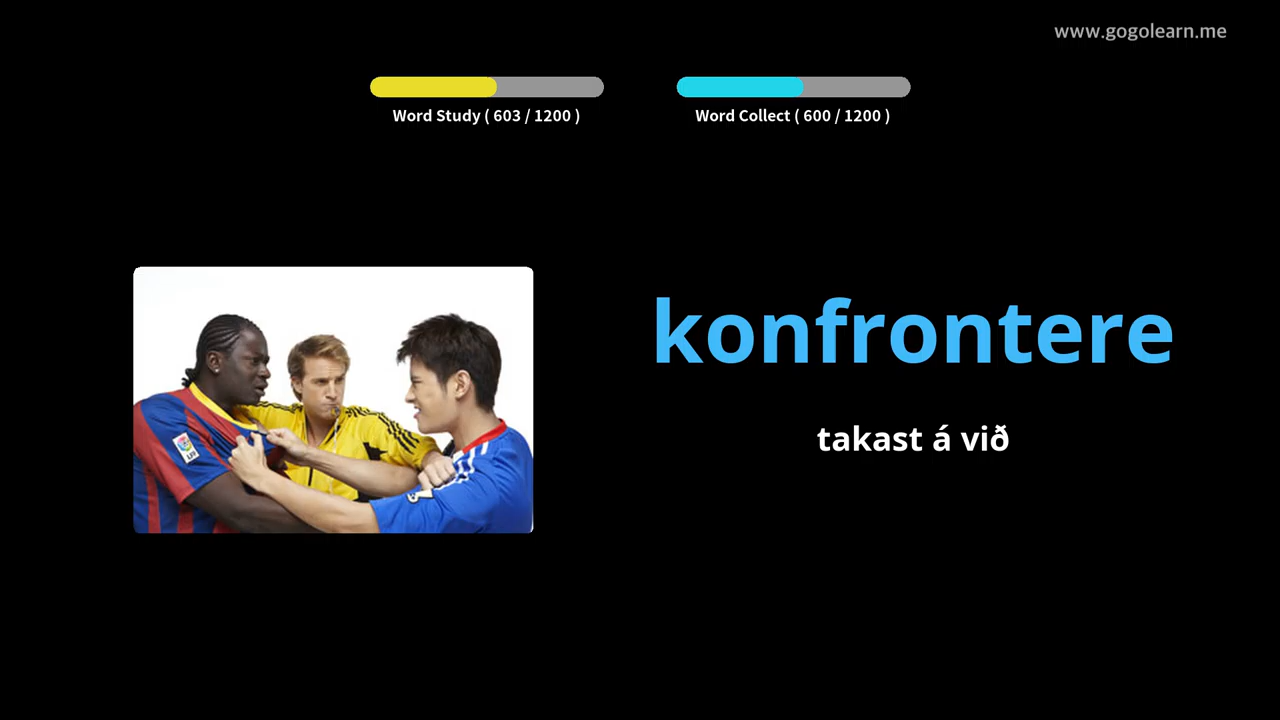 www.gogolearn.me
Word Study ( 603 / 1200 )
Word Collect ( 600 / 1200 )
konfrontere
takast á við